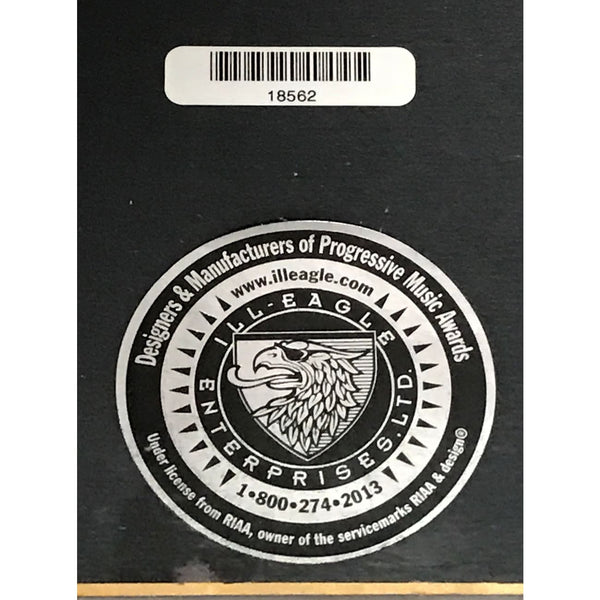 18562
Designers & Manufacturers of Progressive Music Awards
www.illeagle.com
ILL-EAGLE
ENTERPRISES, LTD.
1•800•274•2013
Under license from RIAA, owner of the servicemarks RIAA & design®